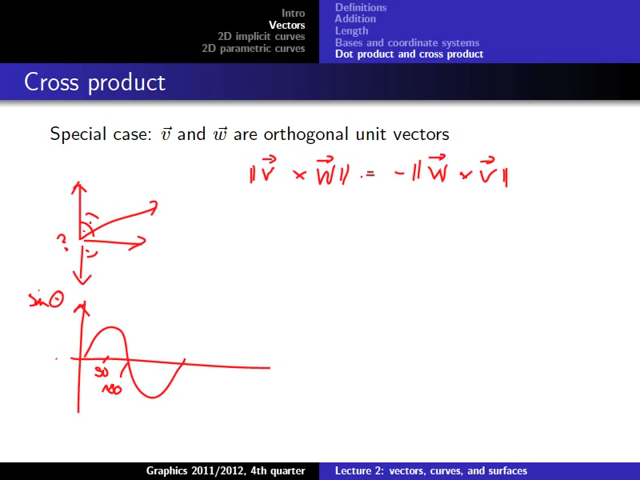 Intro
Vectors
2D implicit curves
2D parametric curves
Definitions
Addition
Length
Bases and coordinate systems
Dot product and cross product
Cross product
Special case: v⃗ and w⃗ are orthogonal unit vectors
‖v⃗ × w⃗‖ = -‖w⃗ × v⃗‖
?
sin θ
90
180
Graphics 2011/2012, 4th quarter
Lecture 2: vectors, curves, and surfaces